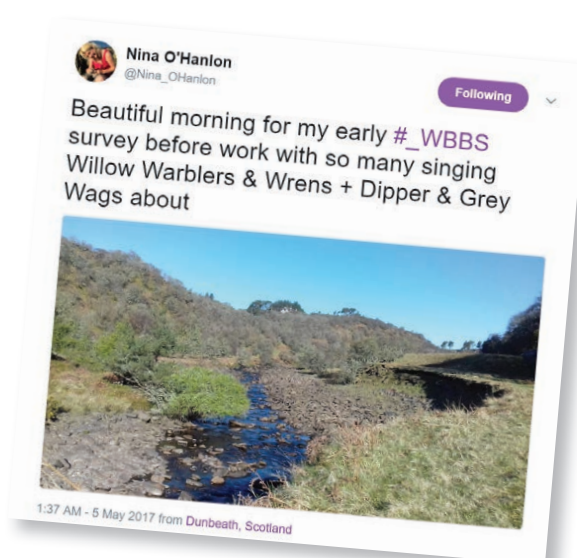 Nina O'Hanlon
@Nina_OHanlon
Following
Beautiful morning for my early #_WBBS
survey before work with so many singing
Willow Warblers & Wrens + Dipper & Grey
Wags about
1:37 AM - 5 May 2017 from Dunbeath, Scotland